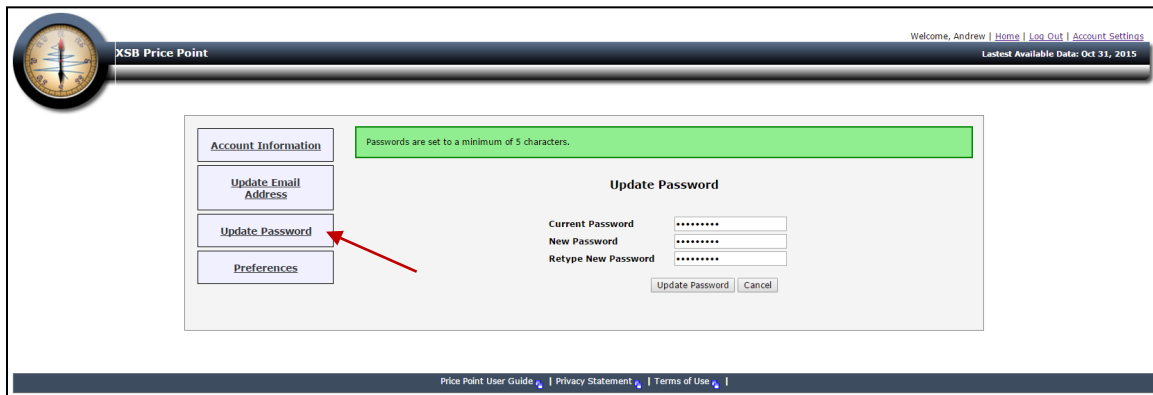 Welcome, Andrew | Home | Log Out | Account Settings
XSB Price Point
Lastest Available Data: Oct 31, 2015
Account Information
Update Email
Address
Update Password
Preferences
Passwords are set to a minimum of 5 characters.
Update Password
Current Password •••••••••
New Password •••••••••
Retype New Password •••••••••
Update Password Cancel
Price Point User Guide | Privacy Statement | Terms of Use |